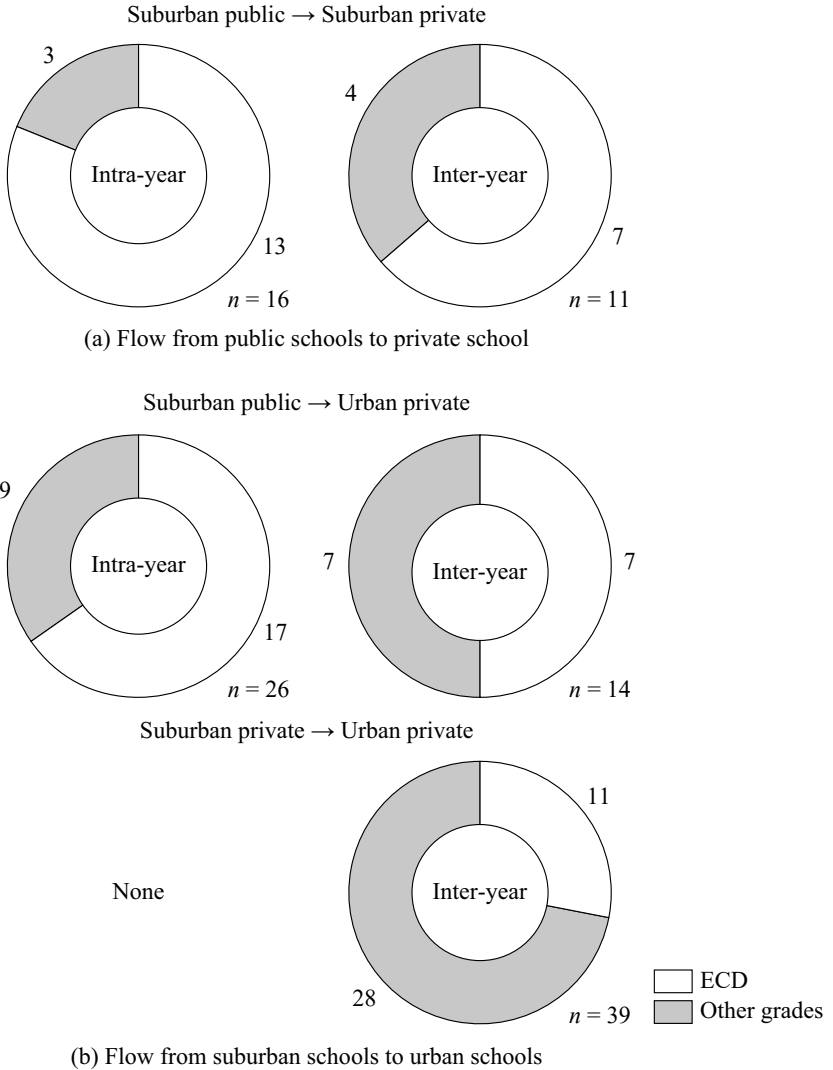 Suburban public → Suburban private
3
4
Intra-year
Inter-year
13
7
n = 16
n = 11
(a) Flow from public schools to private school
Suburban public → Urban private
9
Intra-year
7
Inter-year
7
17
n = 26
n = 14
Suburban private → Urban private
11
None
Inter-year
28
n = 39
ECD
Other grades
(b) Flow from suburban schools to urban schools